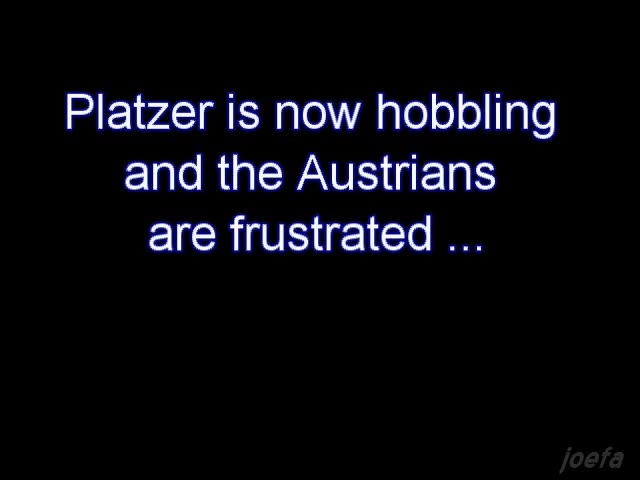 Platzer is now hobbling
and the Austrians
are frustrated ...
joefa